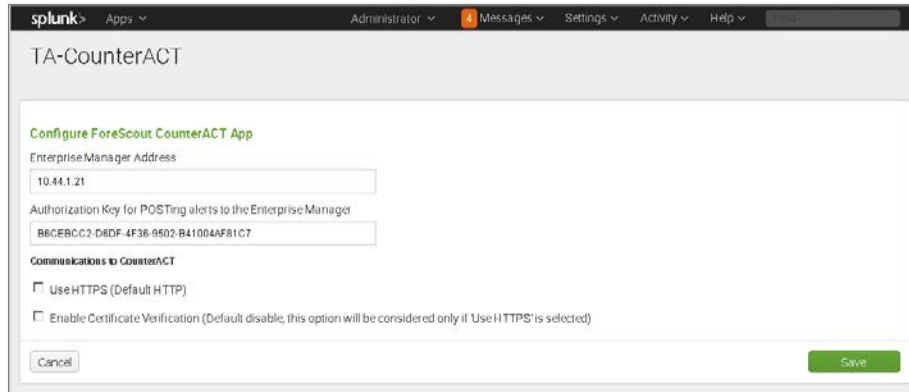 splunk> Apps Administrator 4 Messages Settings Activity Help Find
TA-CounterACT
Configure ForeScout CounterACT App
Enterprise Manager Address
10.44.1.21
Authorization Key for POSTing alerts to the Enterprise Manager
B6CEBCC2-D6DF-4F36-9502-B41004AF81C7
Communications to CounterACT
Use HTTPS (Default HTTP)
Enable Certificate Verification (Default disable, this option will be considered only if 'Use HTTPS' is selected)
Cancel Save